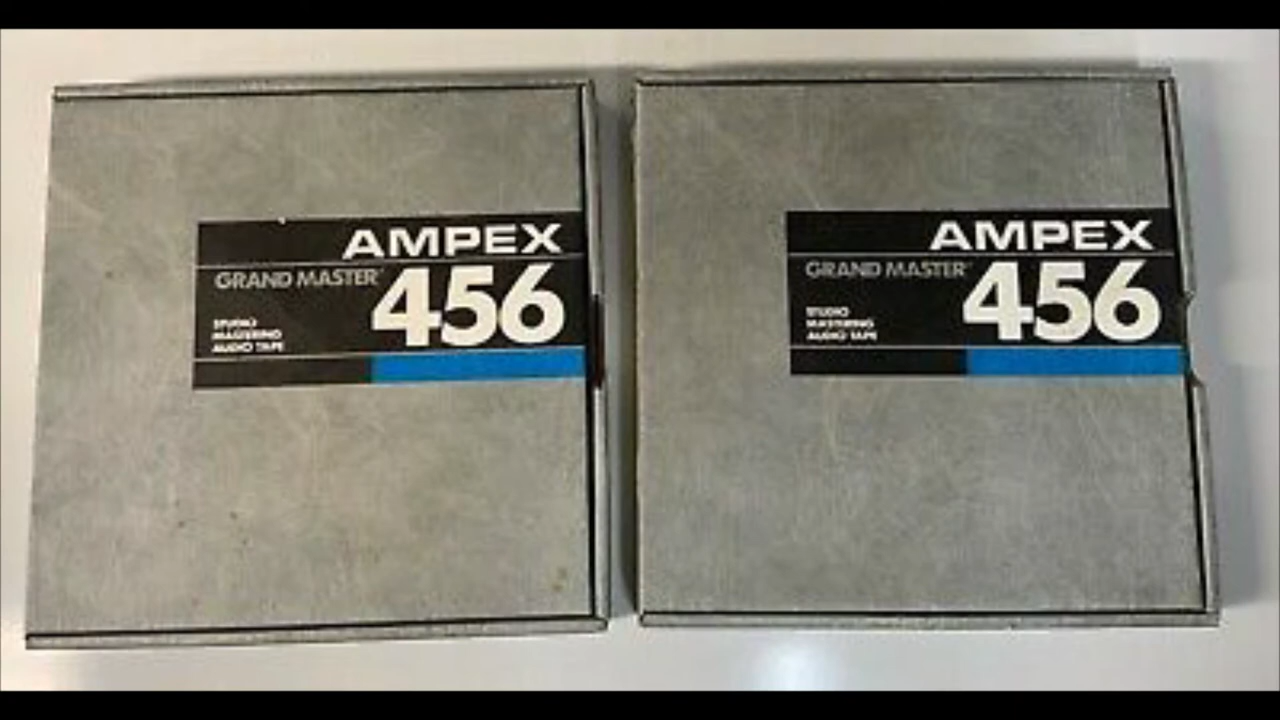 AMPEX
GRAND MASTER
456
STUDIO
MASTERING
AUDIO TAPE
AMPEX
GRAND MASTER
456
STUDIO
MASTERING
AUDIO TAPE